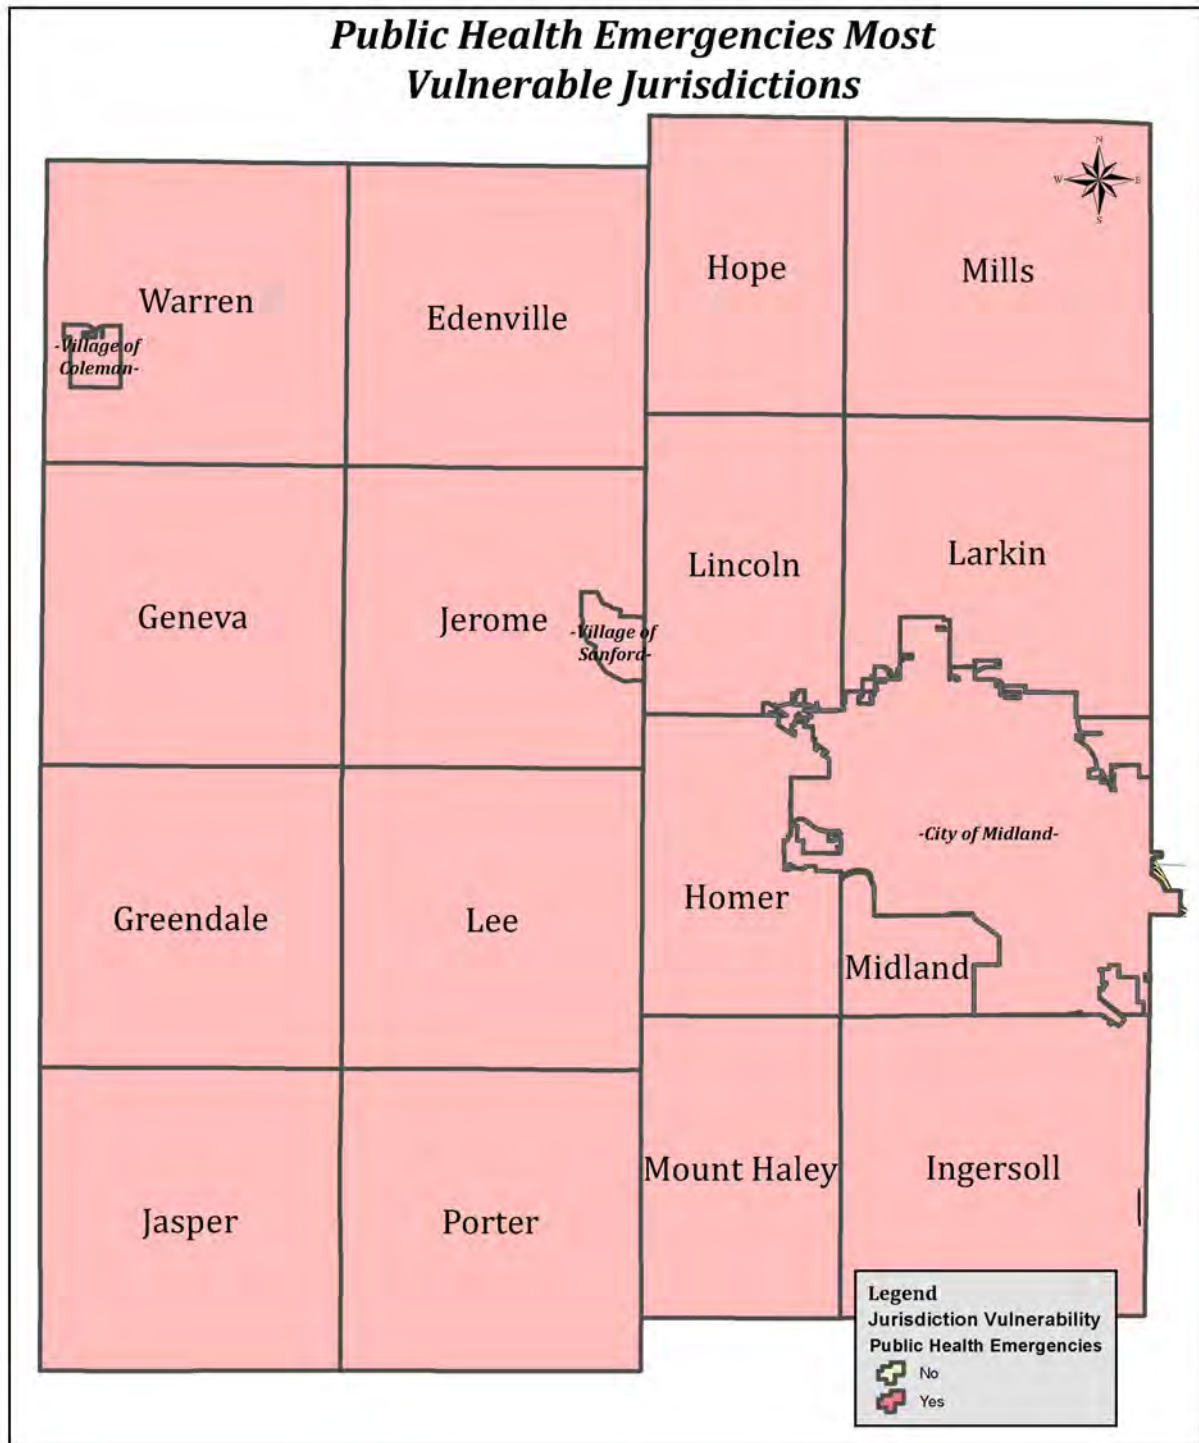 Public Health Emergencies Most
Vulnerable Jurisdictions
N
W
E
S
Hope
Mills
Warren
Edenville
-Village of
Coleman-
Lincoln
Larkin
Geneva
Jerome
-Village of
Sanford-
-City of Midland-
Homer
Greendale
Lee
Midland
Mount Haley
Ingersoll
Jasper
Porter
Legend
Jurisdiction Vulnerability
Public Health Emergencies
No
Yes